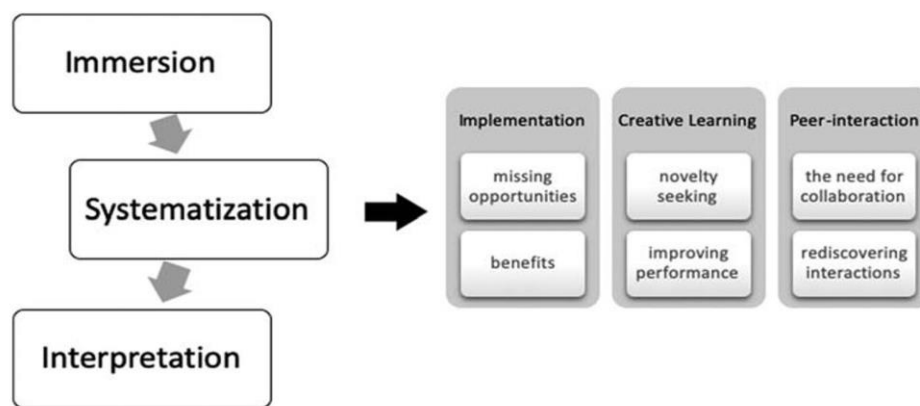 Immersion
Systematization
Interpretation
Implementation
missing
opportunities
benefits
Creative Learning
novelty
seeking
improving
performance
Peer-interaction
the need for
collaboration
rediscovering
interactions